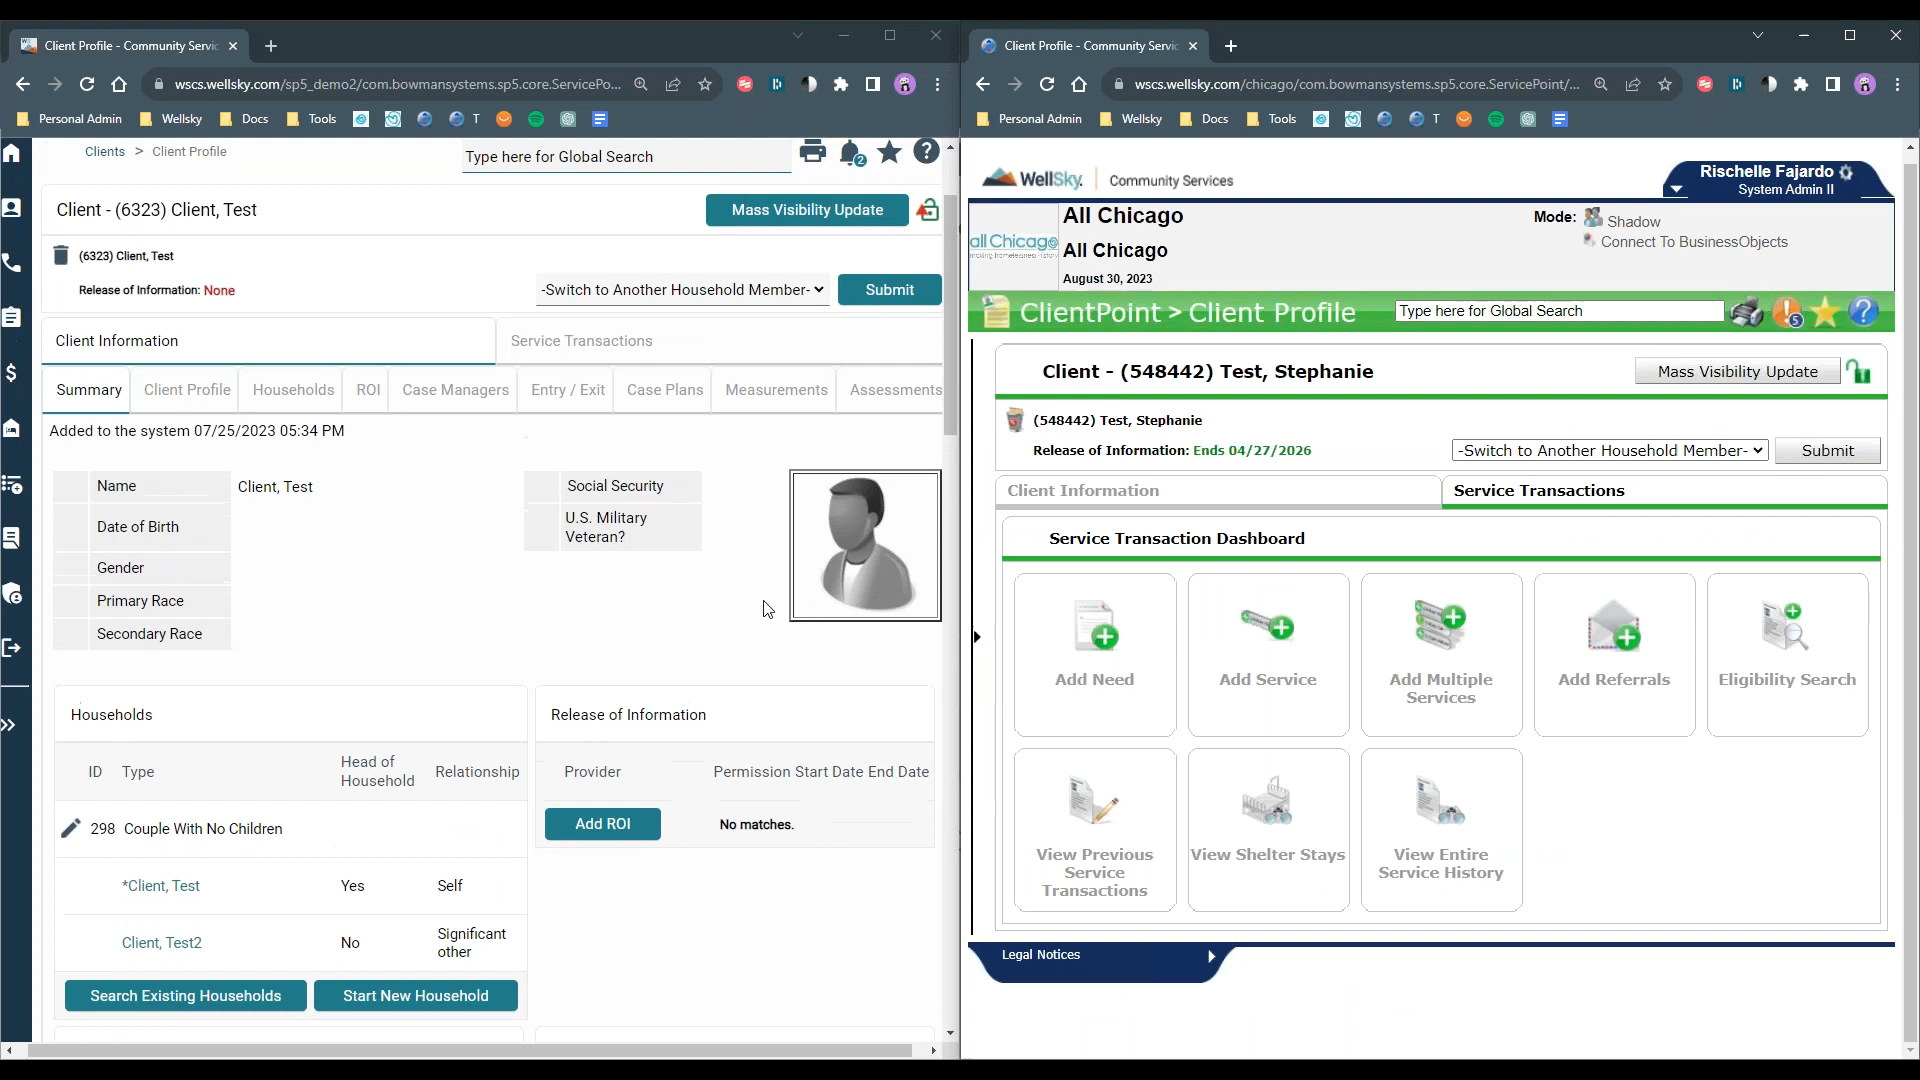 Client Profile - Community Servic
wscs.wellsky.com/sp5_demo2/com.bowmansystems.sp5.core.ServicePo...
Personal Admin
Wellsky
Docs
Tools
T
Clients > Client Profile
Type here for Global Search
2
Client - (6323) Client, Test
Mass Visibility Update
(6323) Client, Test
Release of Information: None
-Switch to Another Household Member-
Submit
Client Information
Service Transactions
Summary
Client Profile
Households
ROI
Case Managers
Entry / Exit
Case Plans
Measurements
Assessments
Added to the system 07/25/2023 05:34 PM
Name
Client, Test
Date of Birth
Gender
Primary Race
Secondary Race
Social Security
U.S. Military
Veteran?
Households
ID
Type
Head of
Household
Relationship
298 Couple With No Children
*Client, Test
Yes
Self
Client, Test2
No
Significant
other
Search Existing Households
Start New Household
Release of Information
Provider
Permission Start Date End Date
Add ROI
No matches.
Client Profile - Community Servic
wscs.wellsky.com/chicago/com.bowmansystems.sp5.core.ServicePoint/...
Personal Admin
Wellsky
Docs
Tools
T
WellSky.
Community Services
Rischelle Fajardo
System Admin II
all Chicago
All Chicago
All Chicago
August 30, 2023
Mode:
Shadow
Connect To BusinessObjects
ClientPoint > Client Profile
Type here for Global Search
5
Client - (548442) Test, Stephanie
Mass Visibility Update
(548442) Test, Stephanie
Release of Information: Ends 04/27/2026
-Switch to Another Household Member-
Submit
Client Information
Service Transactions
Service Transaction Dashboard
Add Need
Add Service
Add Multiple
Services
Add Referrals
Eligibility Search
View Previous
Service
Transactions
View Shelter Stays
View Entire
Service History
Legal Notices